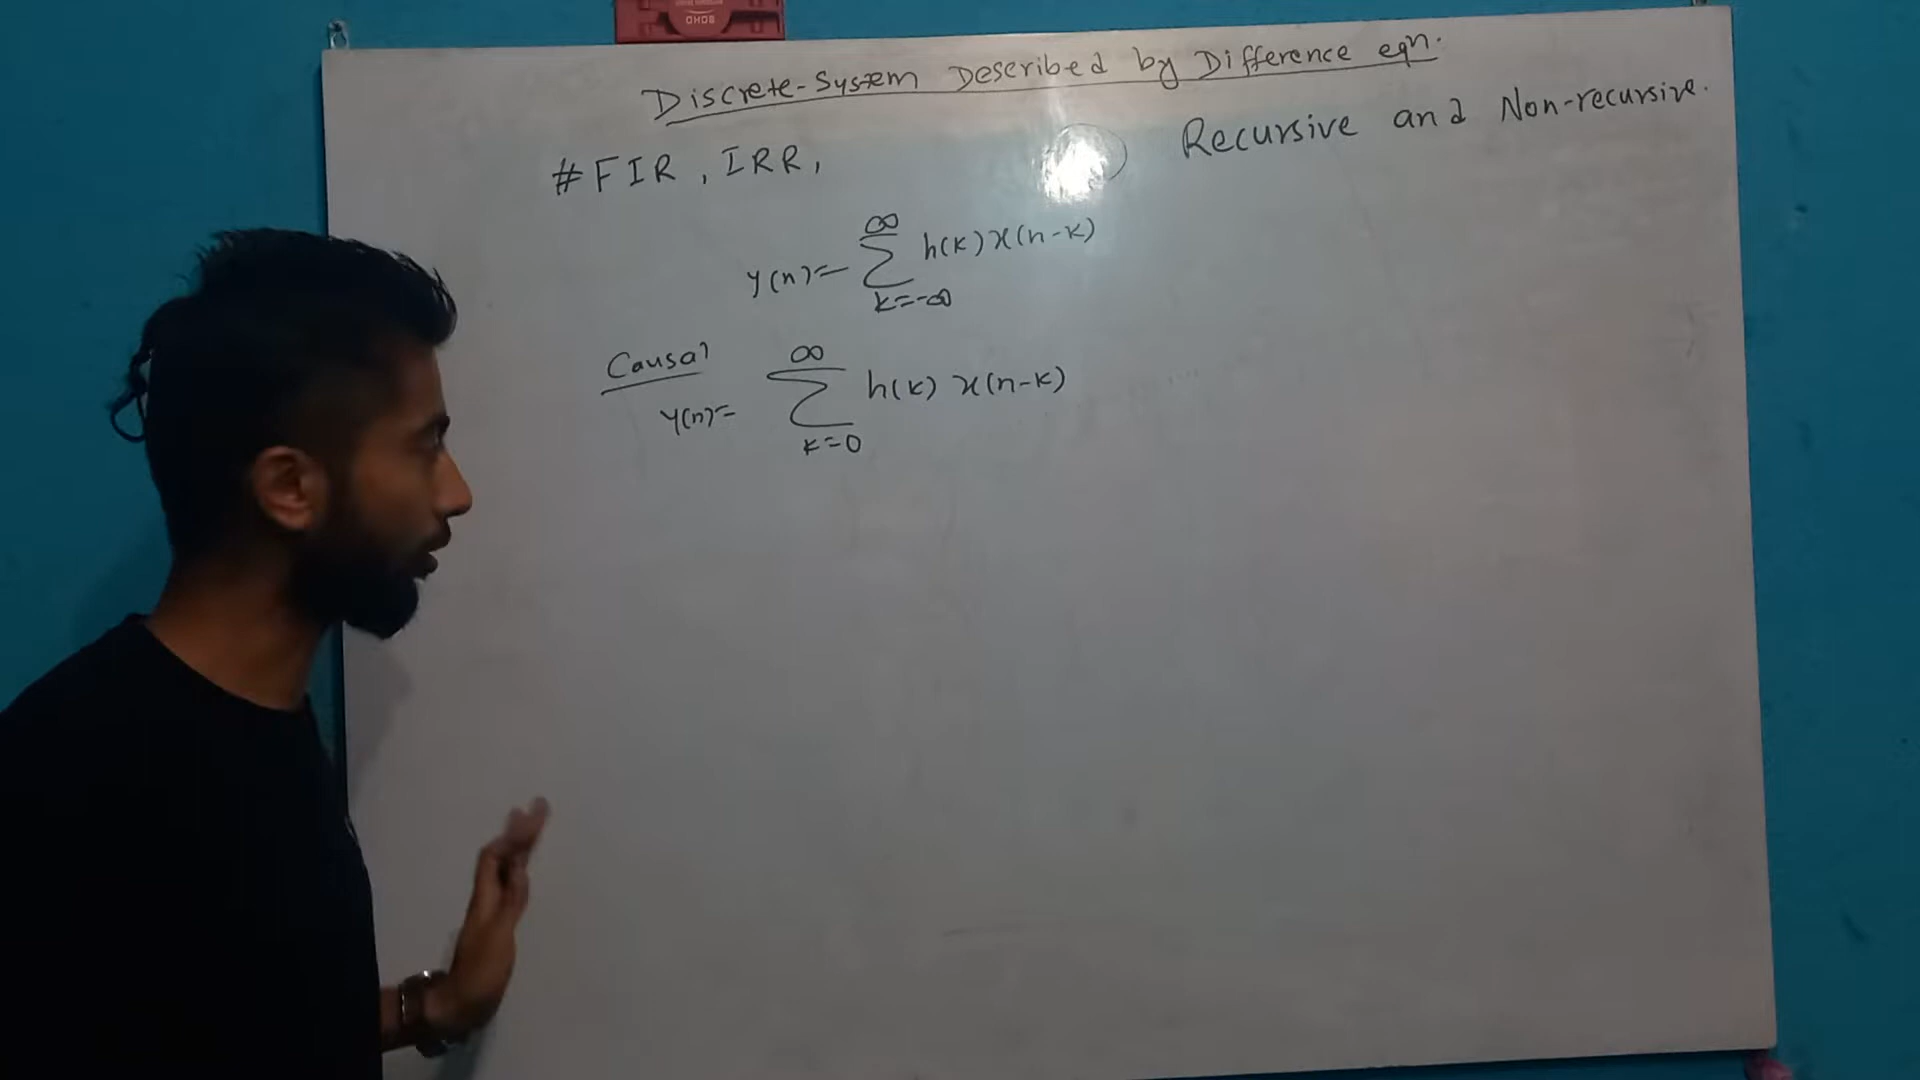 Discrete-System Described by Difference eqn.
Recursive and Non-recursive.
#FIR, IRR,
y(n)= ∑ h(k) x(n-k)
∞
k=-∞
Causal
y(n)= ∑ h(k) x(n-k)
∞
k=0